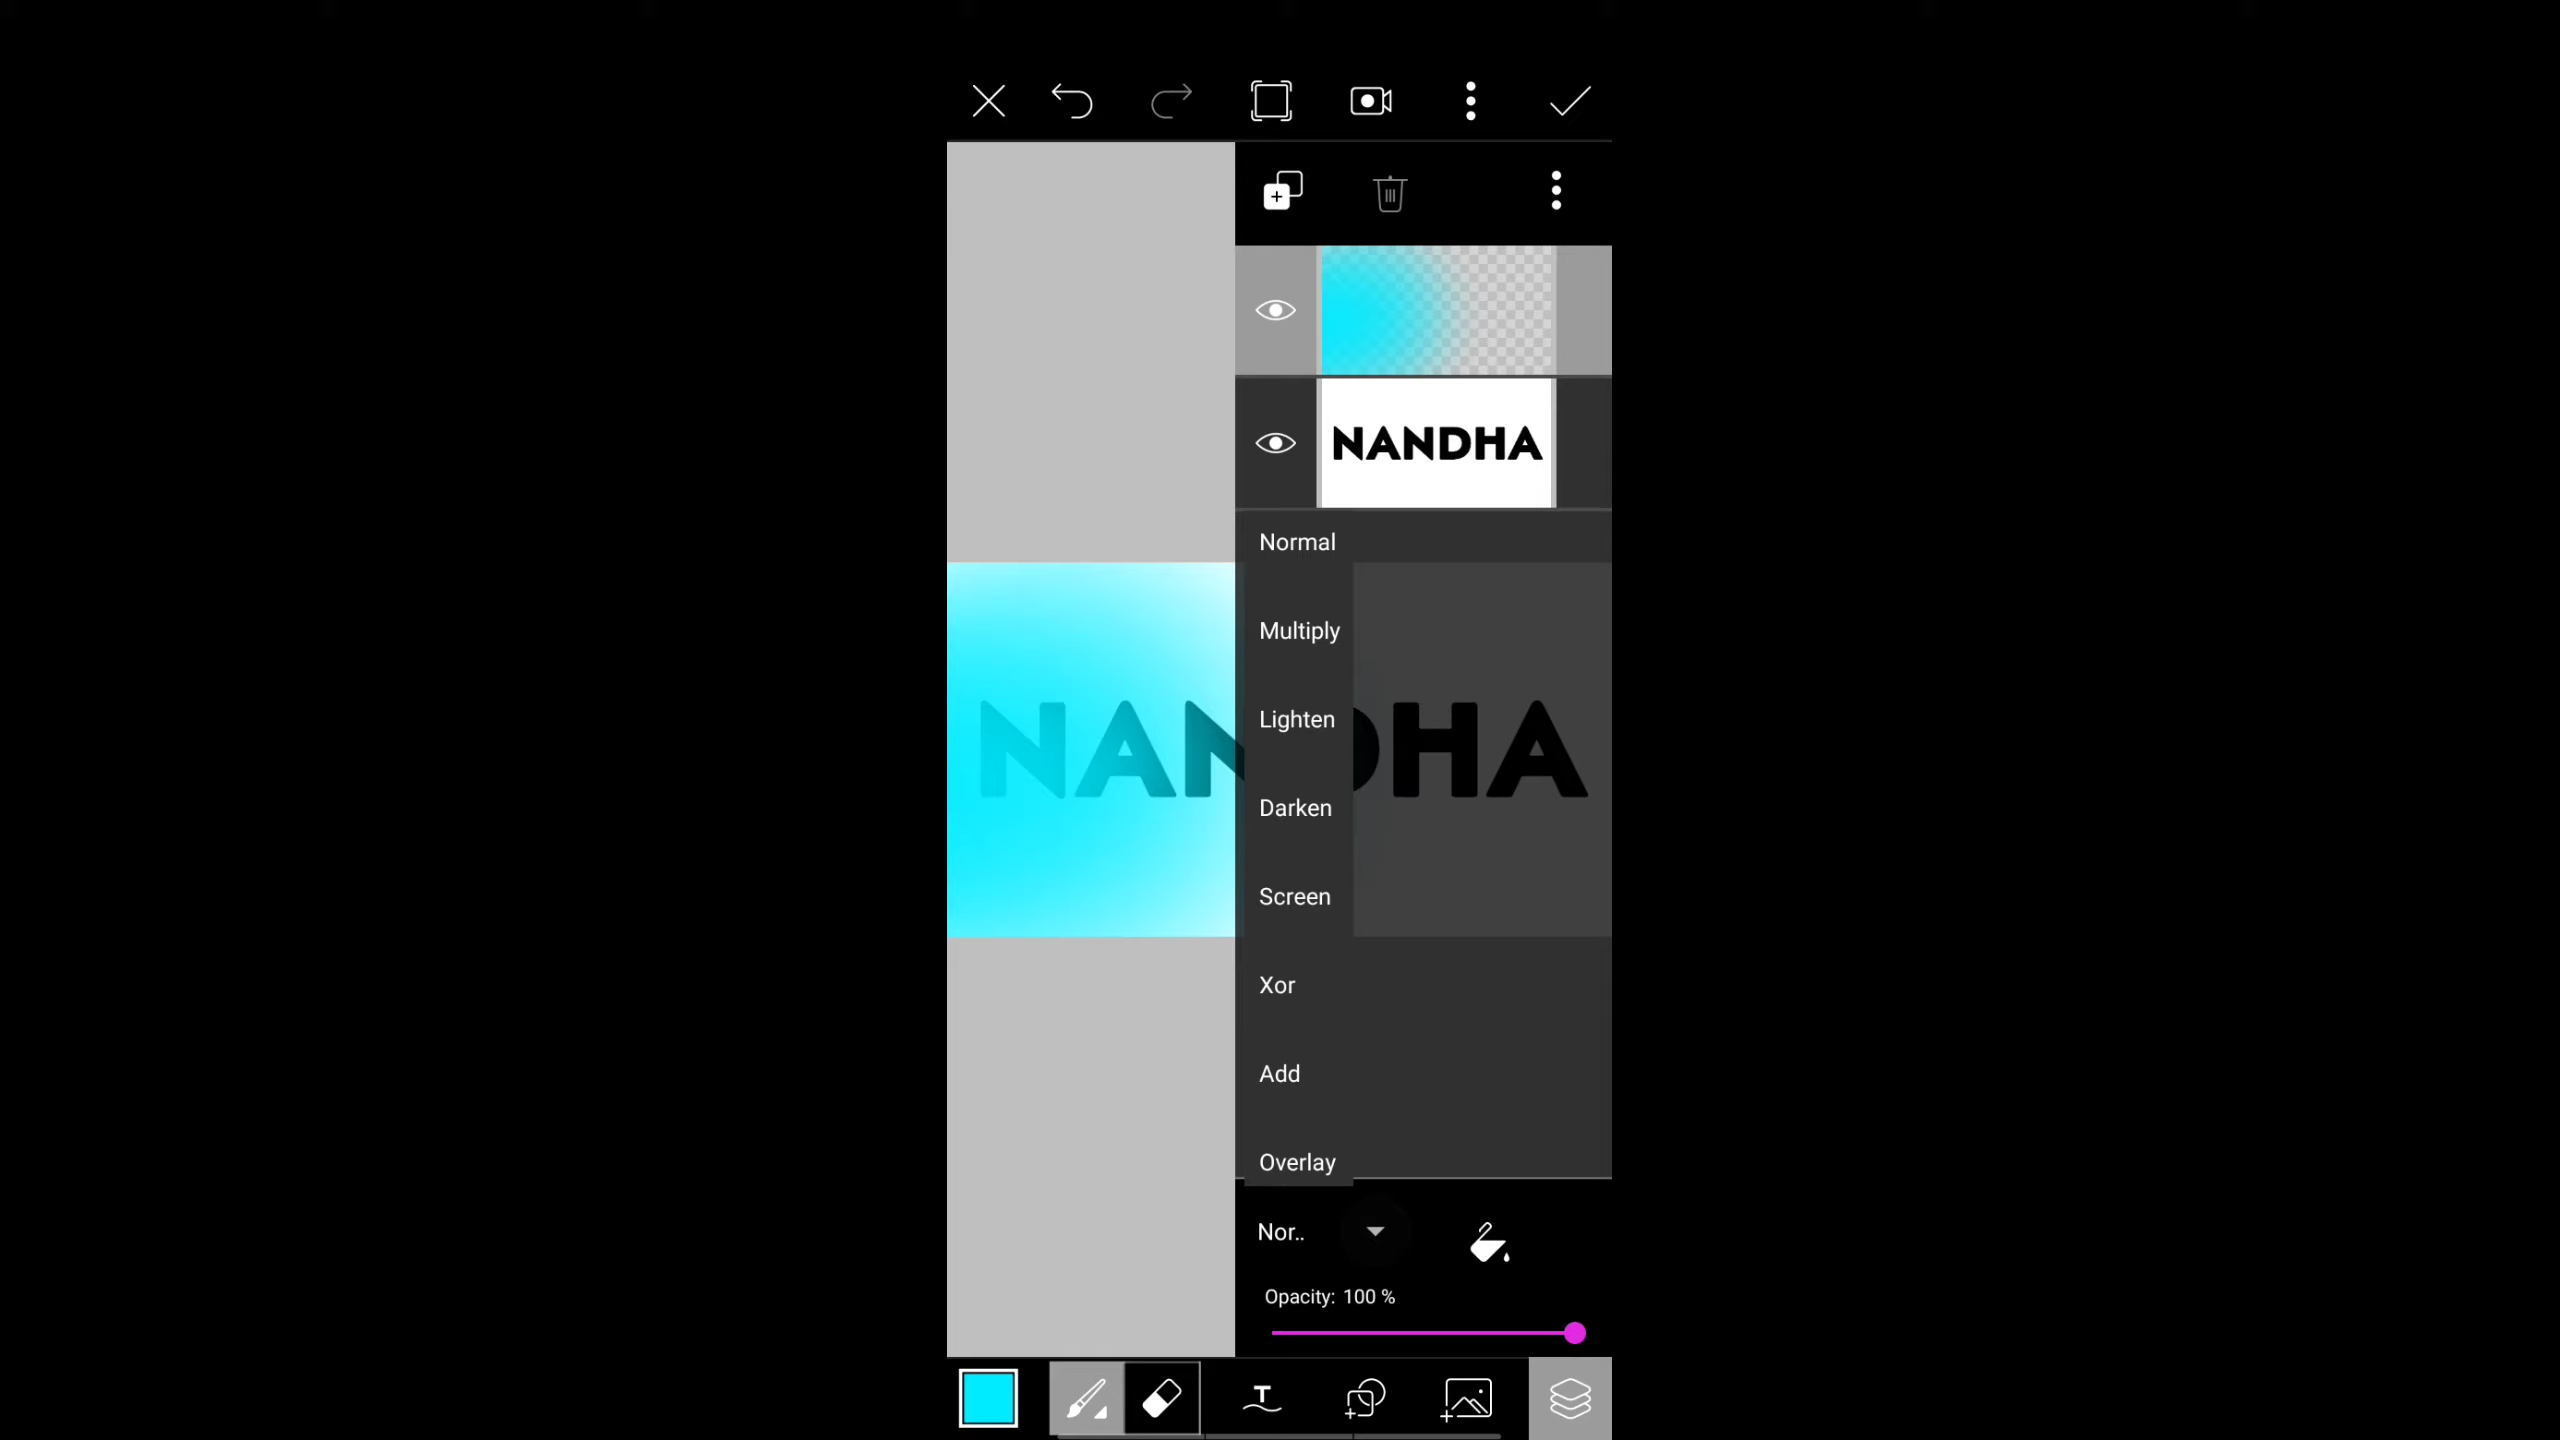 NANDHA
Normal
Multiply
Lighten
Darken
Screen
Xor
Add
Overlay
NAN DHA
Nor..
Opacity: 100 %
T